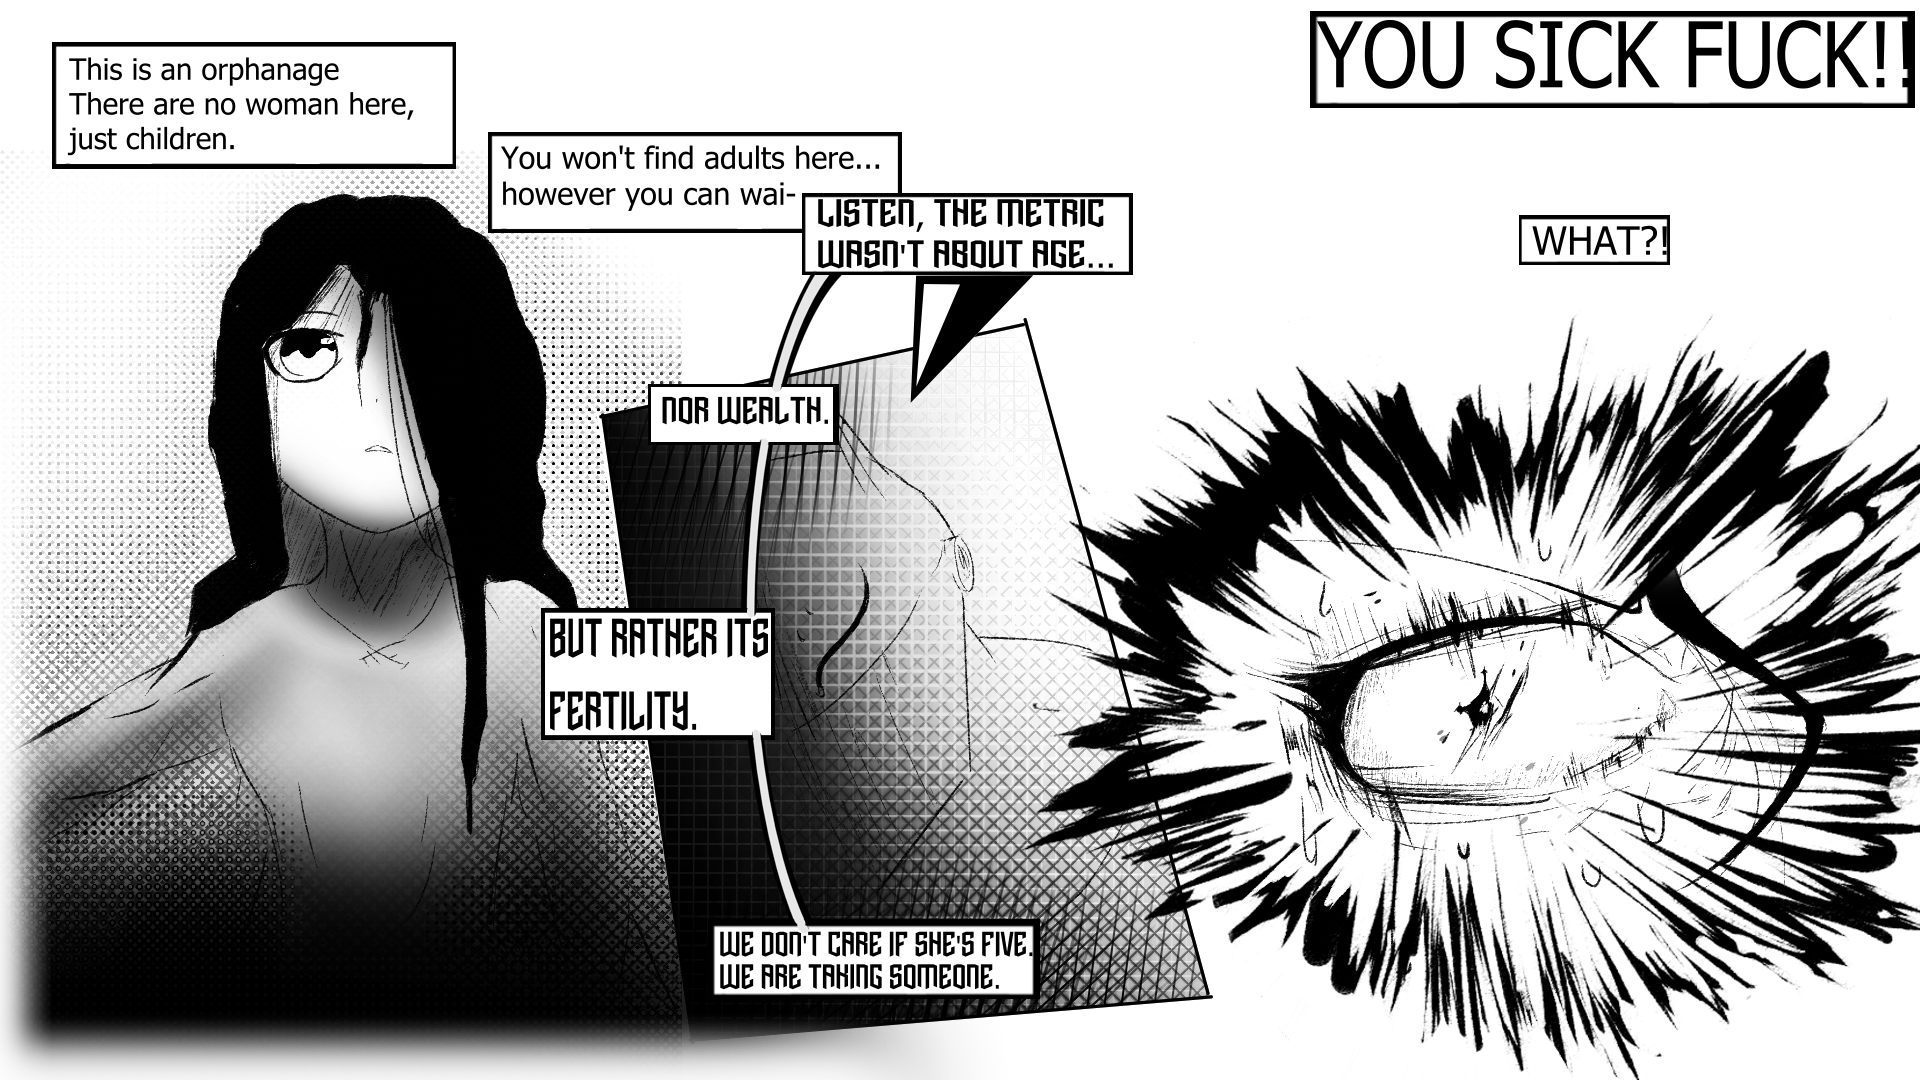 This is an orphanage
There are no woman here,
just children.
You won't find adults here...
however you can wai-
LISTEN, THE METRIC
WASN'T ABOUT AGE...
NOR WEALTH.
BUT RATHER ITS
FERTILITY.
WE DON'T CARE IF SHE'S FIVE.
WE ARE TAKING SOMEONE.
WHAT?!
YOU SICK FUCK!!